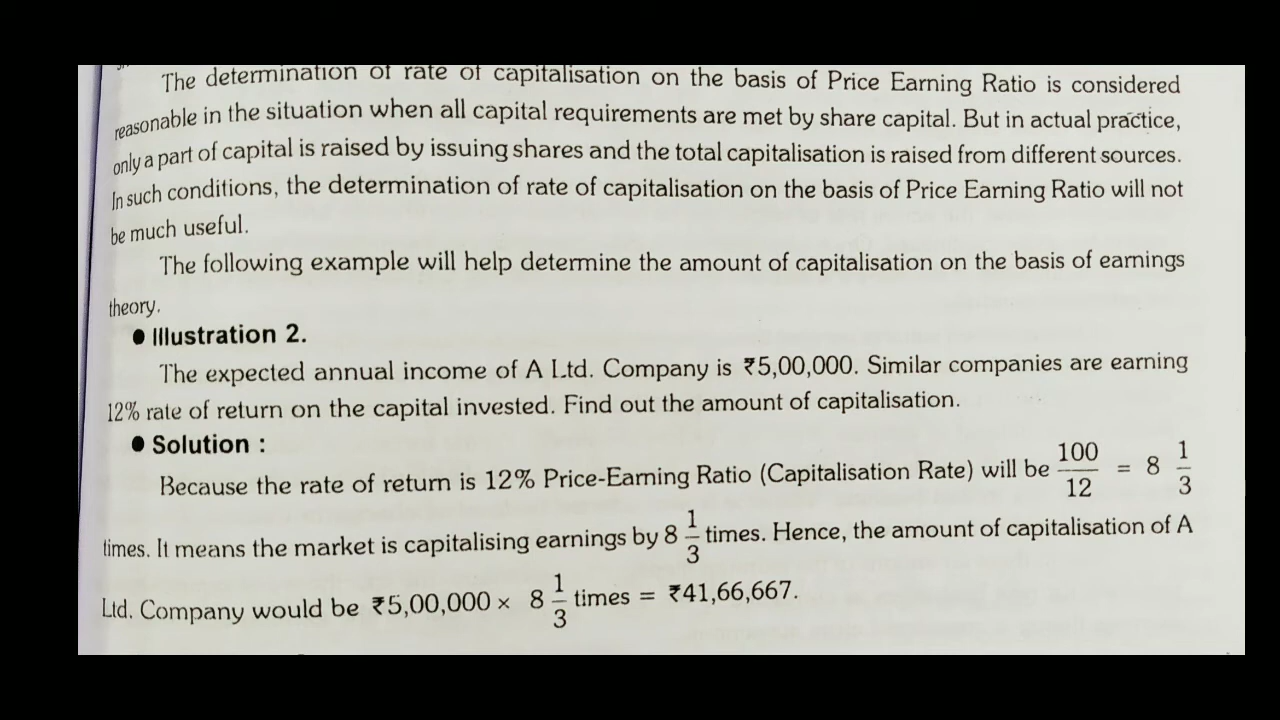 The determination of rate of capitalisation on the basis of Price Earning Ratio is considered
reasonable in the situation when all capital requirements are met by share capital. But in actual practice,
only a part of capital is raised by issuing shares and the total capitalisation is raised from different sources.
In such conditions, the determination of rate of capitalisation on the basis of Price Earning Ratio will not
be much useful.
The following example will help determine the amount of capitalisation on the basis of earnings
theory.
● Illustration 2.
The expected annual income of A Ltd. Company is ₹5,00,000. Similar companies are earning
12% rate of return on the capital invested. Find out the amount of capitalisation.
● Solution :
Because the rate of return is 12% Price-Earning Ratio (Capitalisation Rate) will be 100/12 = 8 1/3
times. It means the market is capitalising earnings by 8 1/3 times. Hence, the amount of capitalisation of A
Ltd. Company would be ₹5,00,000 × 8 1/3 times = ₹41,66,667.